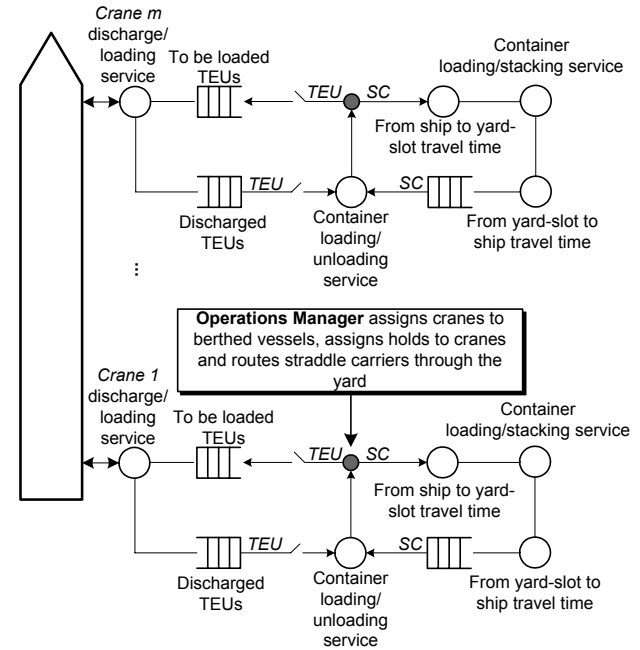 Crane m
discharge/
loading
service
To be loaded
TEUs
TEU
SC
Container
loading/stacking service
From ship to yard-
slot travel time
TEU
SC
Discharged
TEUs
Container
loading/
unloading
service
From yard-slot to
ship travel time
...
Operations Manager assigns cranes to
berthed vessels, assigns holds to cranes
and routes straddle carriers through the
yard
Crane 1
discharge/
loading
service
To be loaded
TEUs
TEU
SC
Container
loading/stacking service
From ship to yard-
slot travel time
TEU
SC
Discharged
TEUs
Container
loading/
unloading
service
From yard-slot to
ship travel time